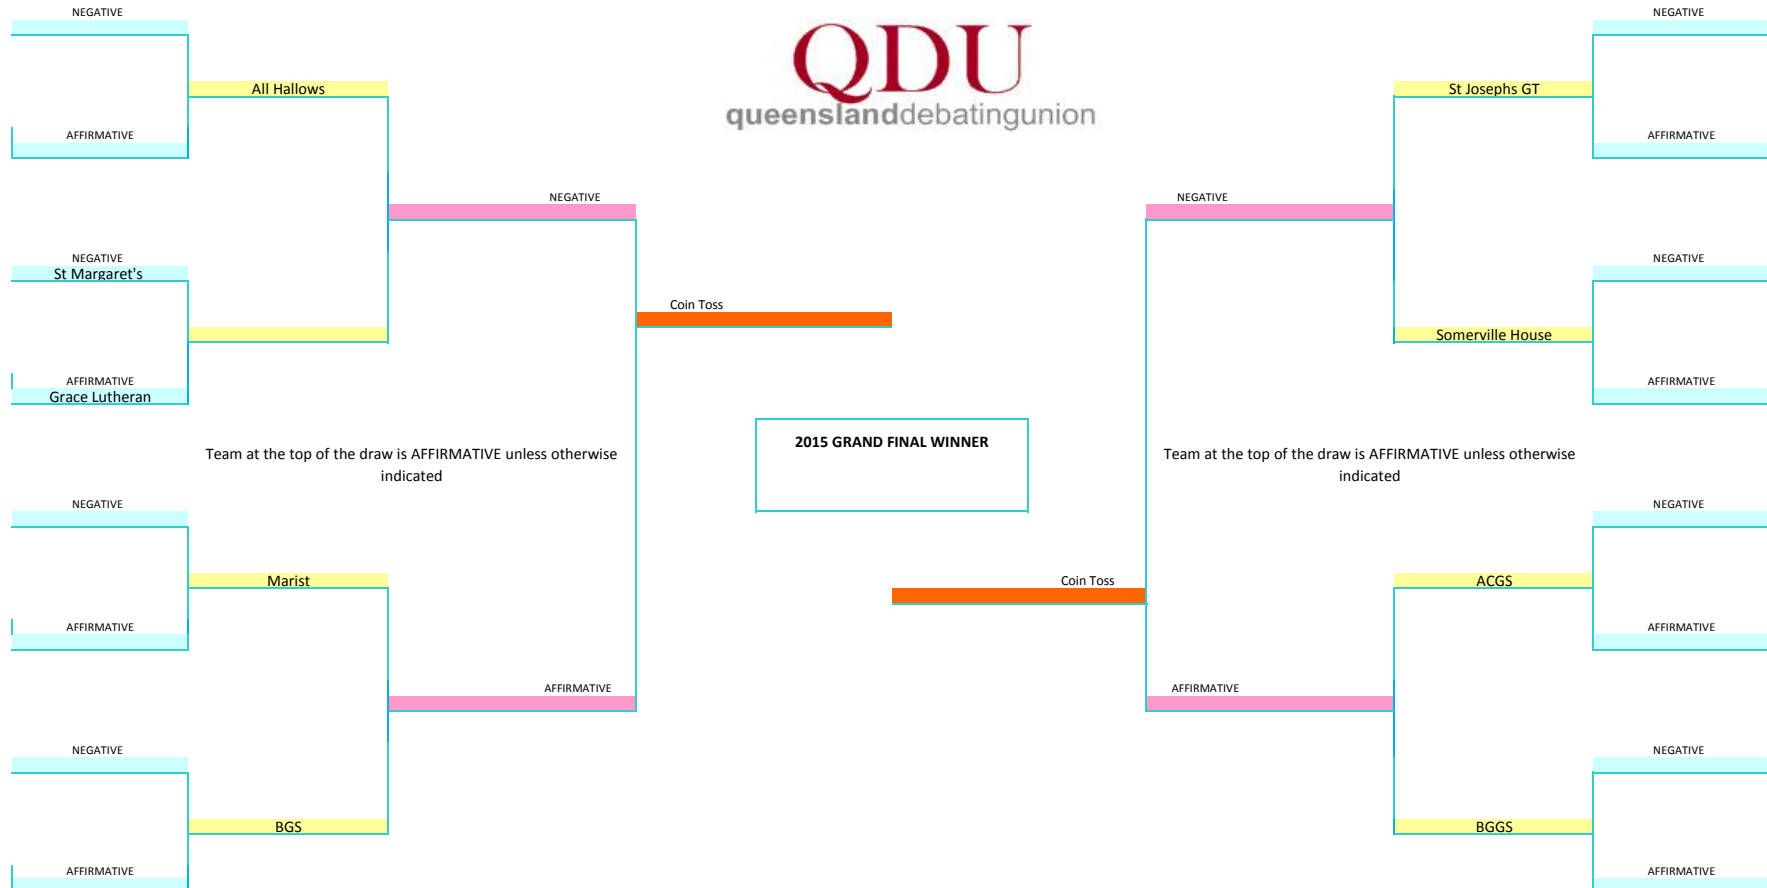 NEGATIVE
NEGATIVE
QDU
queenslanddebatingunion
All Hallows
St Josephs GT
AFFIRMATIVE
AFFIRMATIVE
NEGATIVE
NEGATIVE
NEGATIVE
St Margaret's
NEGATIVE
Coin Toss
Somerville House
AFFIRMATIVE
Grace Lutheran
AFFIRMATIVE
2015 GRAND FINAL WINNER
Team at the top of the draw is AFFIRMATIVE unless otherwise
indicated
Team at the top of the draw is AFFIRMATIVE unless otherwise
indicated
NEGATIVE
NEGATIVE
Marist
Coin Toss
ACGS
AFFIRMATIVE
AFFIRMATIVE
AFFIRMATIVE
AFFIRMATIVE
NEGATIVE
NEGATIVE
BGS
BGGS
AFFIRMATIVE
AFFIRMATIVE